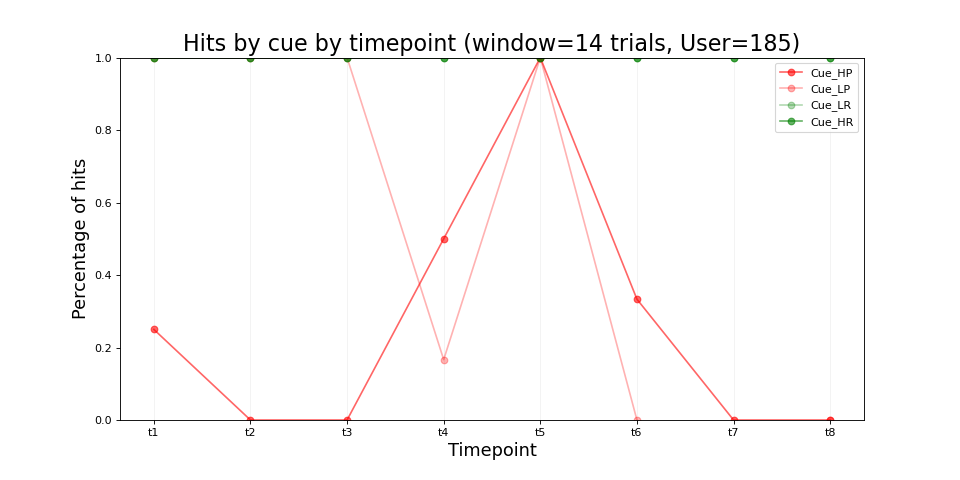 Hits by cue by timepoint (window=14 trials, User=185)
Percentage of hits
1.0
0.8
0.6
0.4
0.2
0.0
Cue_HP
Cue_LP
Cue_LR
Cue_HR
t1 t2 t3 t4 t5 t6 t7 t8
Timepoint